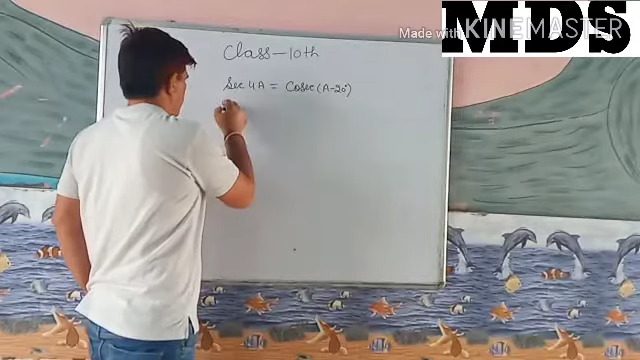 Made with KINEMASTER
MDS
Class - 10th
Sec 4A = Cosec (A-20°)